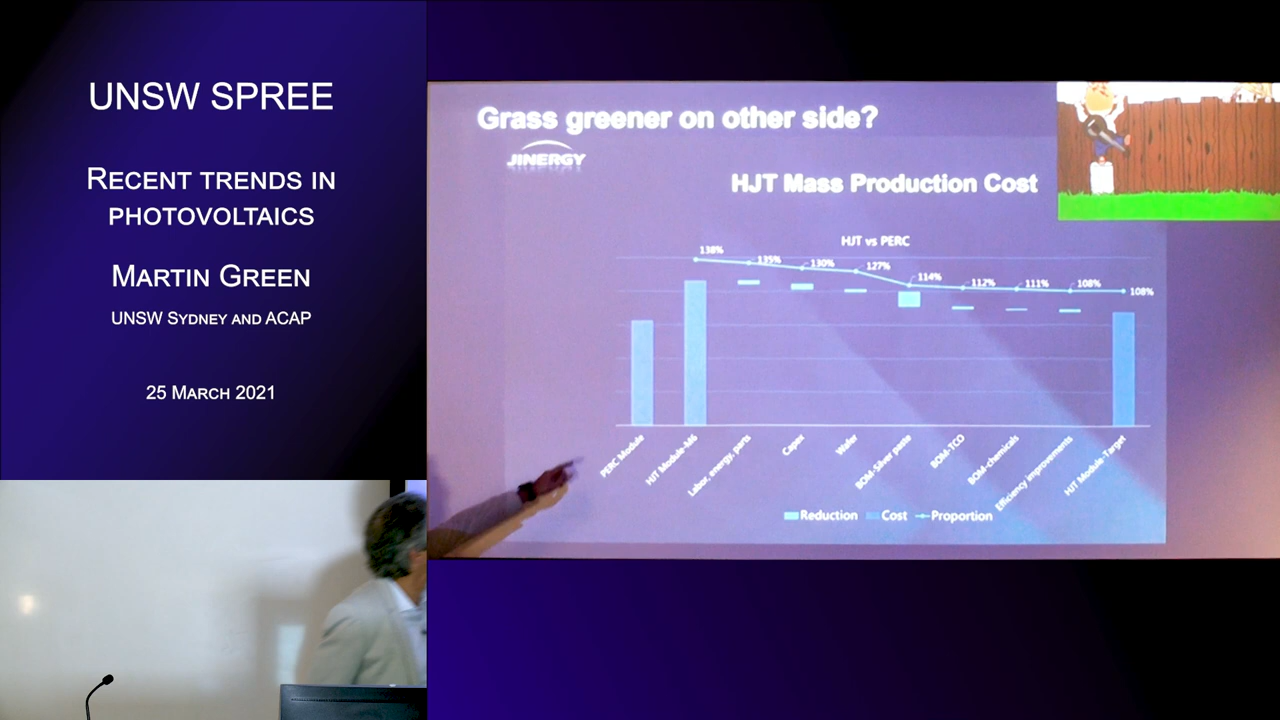 UNSW SPREE
RECENT TRENDS IN
PHOTOVOLTAICS
MARTIN GREEN
UNSW SYDNEY AND ACAP
25 MARCH 2021
Grass greener on other side?
JINERGY
HJT Mass Production Cost
HJT vs PERC
138%
135%
130%
127%
114%
112%
111%
108%
108%
PERC Module
HJT Module-M6
Labor, energy, parts
Capex
Wafer
BOM-Silver paste
BOM-TCO
BOM-chemicals
Efficiency improvements
HJT Module-Target
Reduction Cost Proportion